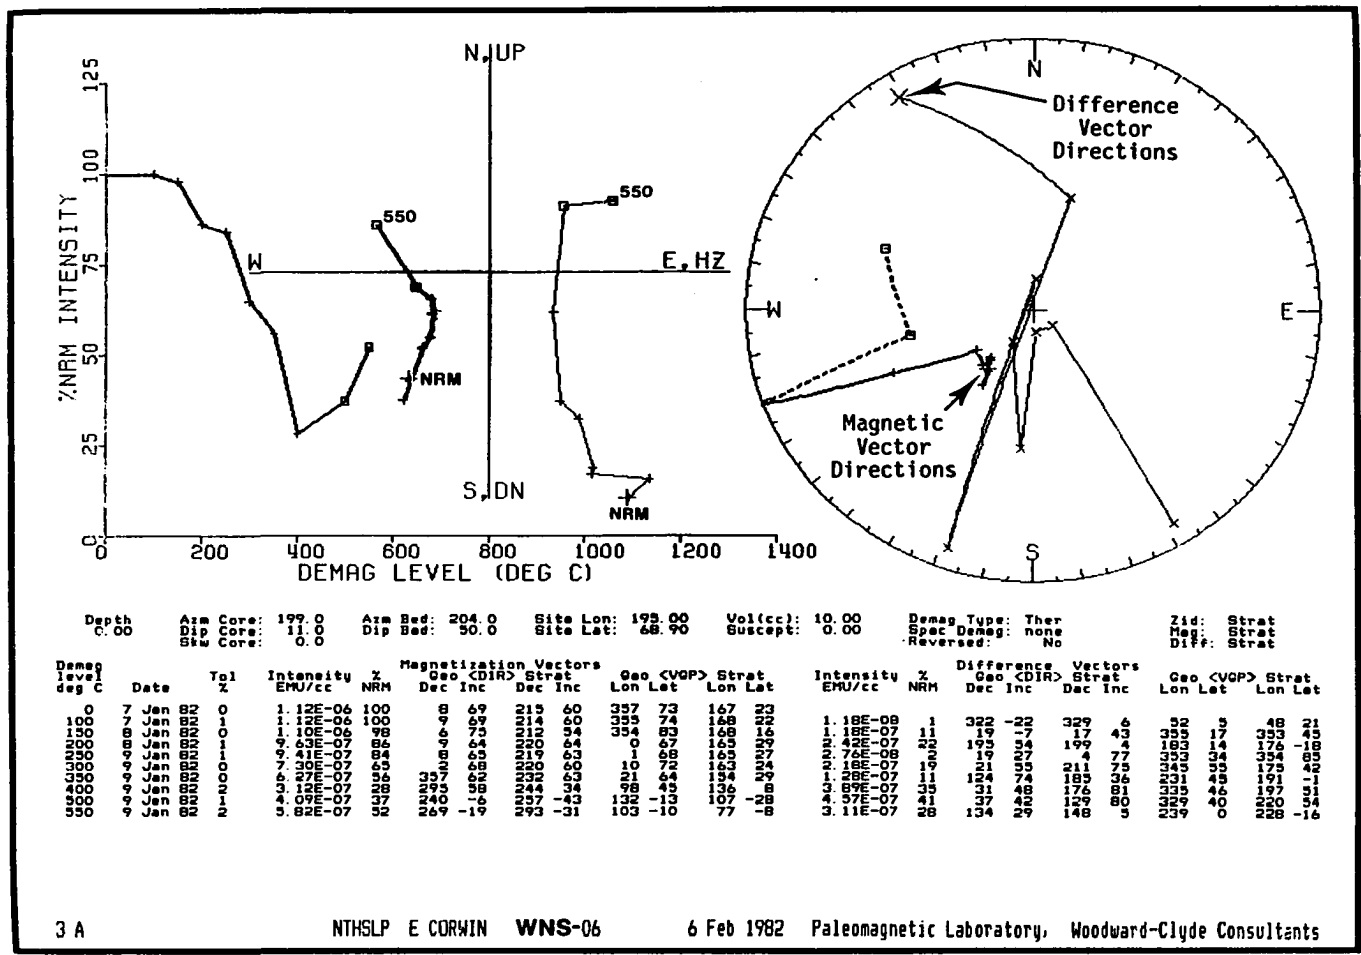 N, UP
125
100
75
50
25
0
%NRM INTENSITY
550
550
W
E, HZ
NRM
S, DN
NRM
0 200 400 600 800 1000 1200 1400
DEMAG LEVEL (DEG C)
N
Difference
Vector
Directions
W
E
Magnetic
Vector
Directions
S
Depth Azm Core: 199.0 Azm Bed: 204.0 Site Lon: 195.00 Vol(cc): 10.00 Demag Type: Ther Zid: Strat
0.00 Dip Core: 11.0 Dip Bed: 50.0 Site Lat: 68.90 Suscept: 0.00 Spec Demag: none Mag: Strat
Skw Core: 0.0 Reversed: No Diff: Strat
Demag Magnetization Vectors Difference Vectors
level Tol Intensity % Geo <DIR> Strat Geo <VGP> Strat Intensity % Geo <DIR> Strat Geo <VGP> Strat
deg C Date % EMU/cc NRM Dec Inc Dec Inc Lon Lat Lon Lat EMU/cc NRM Dec Inc Dec Inc Lon Lat Lon Lat
0 7 Jan 82 0 1.12E-06 100 8 69 215 60 357 73 167 23
100 7 Jan 82 1 1.12E-06 100 9 69 214 60 355 74 168 22 1.18E-08 1 322 -22 329 6 52 5 48 21
150 8 Jan 82 0 1.10E-06 98 6 75 212 54 354 83 168 16 1.18E-07 11 19 -7 17 43 355 17 353 45
200 8 Jan 82 1 9.63E-07 86 9 64 220 64 0 67 165 29 2.42E-07 22 195 54 199 4 183 14 176 -18
250 9 Jan 82 1 9.41E-07 84 8 65 219 63 1 68 165 27 2.76E-08 2 19 27 4 77 353 34 354 85
300 9 Jan 82 0 7.30E-07 65 2 68 220 60 10 72 163 24 2.18E-07 19 21 55 211 75 345 55 175 42
350 9 Jan 82 0 6.27E-07 56 357 62 232 63 21 64 154 29 1.28E-07 11 124 74 185 36 231 45 191 -1
400 9 Jan 82 2 3.12E-07 28 295 58 244 34 98 45 136 8 3.89E-07 35 31 48 176 81 335 46 197 51
500 9 Jan 82 1 4.09E-07 37 240 -6 257 -43 132 -13 107 -28 4.57E-07 41 37 42 129 80 329 40 220 54
550 9 Jan 82 2 5.82E-07 52 269 -19 293 -31 103 -10 77 -8 3.11E-07 28 134 29 148 5 239 0 228 -16
3 A NTHSLP E CORWIN WNS-06 6 Feb 1982 Paleomagnetic Laboratory, Woodward-Clyde Consultants